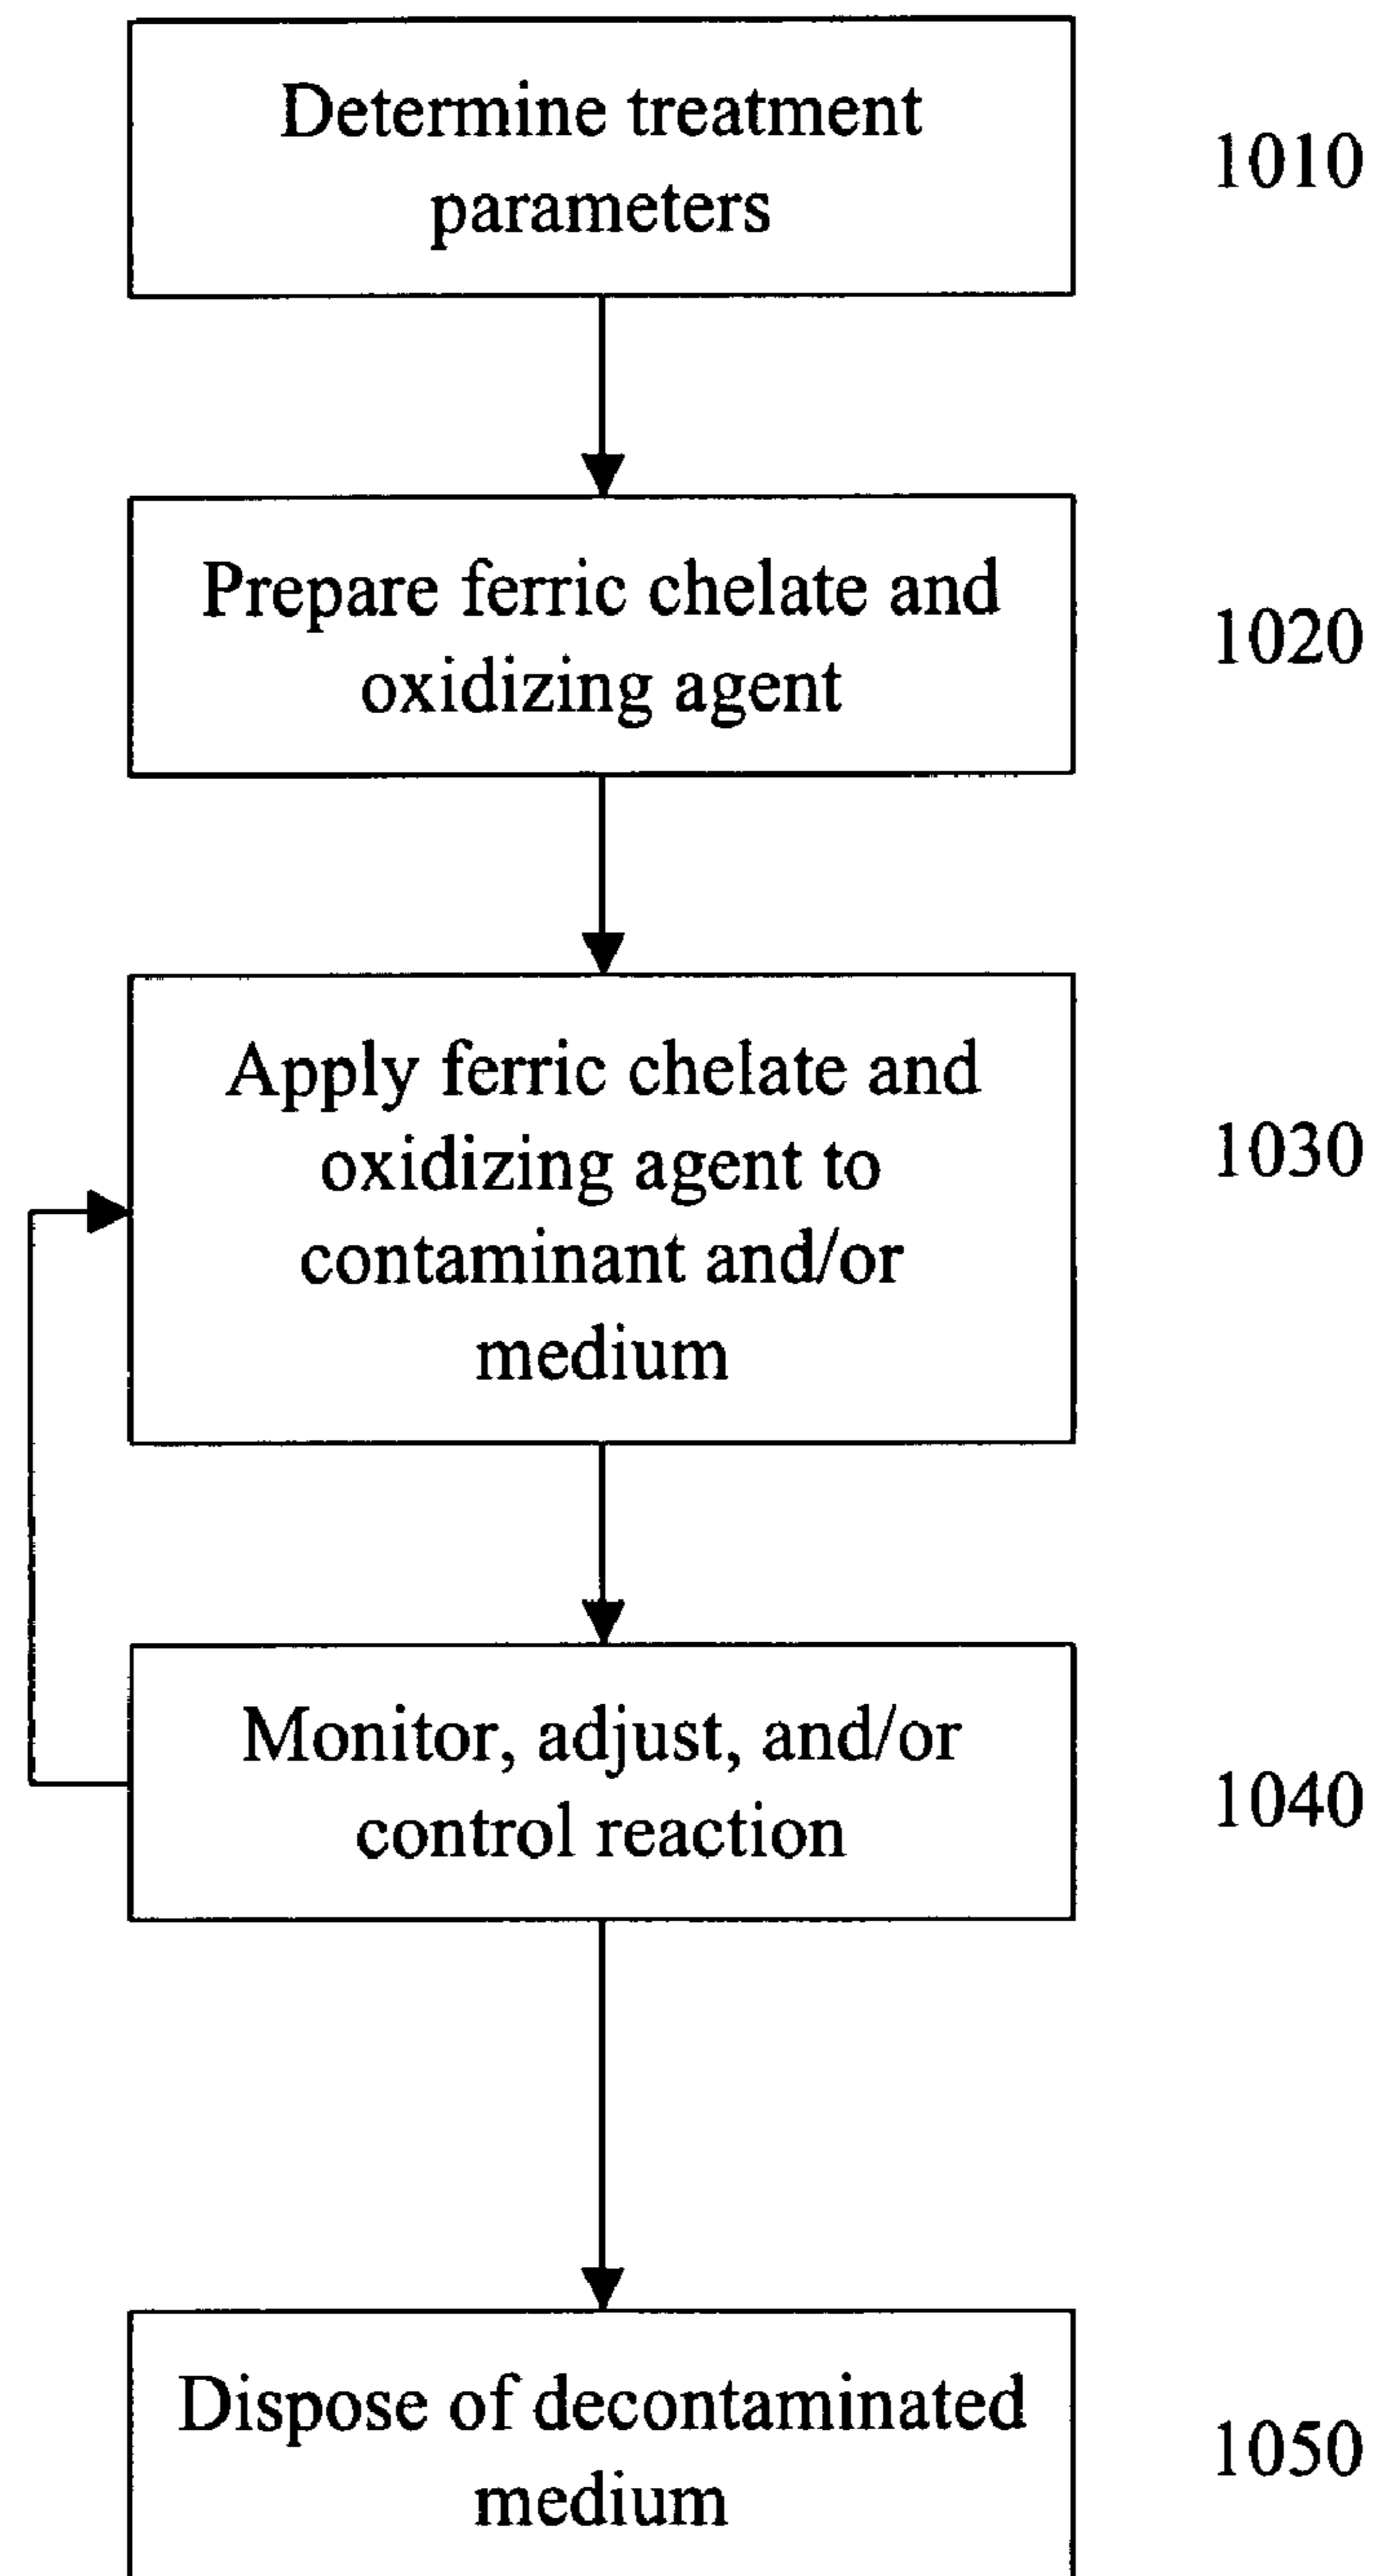 Determine treatment
parameters
1010
Prepare ferric chelate and
oxidizing agent
1020
Apply ferric chelate and
oxidizing agent to
contaminant and/or
medium
1030
Monitor, adjust, and/or
control reaction
1040
Dispose of decontaminated
medium
1050